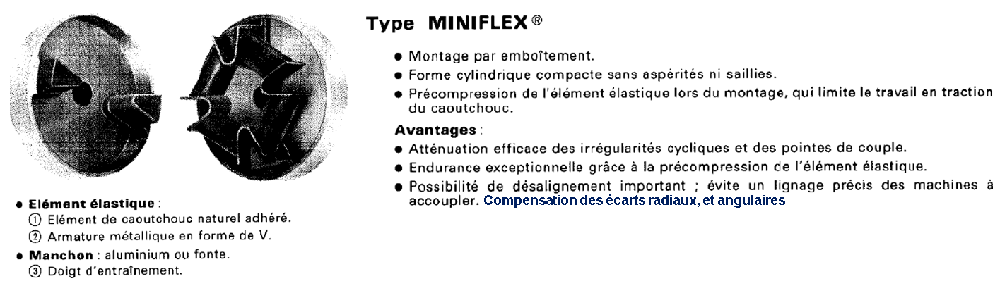 Type MINIFLEX®
● Montage par emboîtement.
● Forme cylindrique compacte sans aspérités ni saillies.
● Précompression de l'élément élastique lors du montage, qui limite le travail en traction
du caoutchouc.
Avantages :
● Atténuation efficace des irrégularités cycliques et des pointes de couple.
● Endurance exceptionnelle grâce à la précompression de l'élément élastique.
● Possibilité de désalignement important ; évite un lignage précis des machines à
accoupler. Compensation des écarts radiaux, et angulaires
● Elément élastique :
① Elément de caoutchouc naturel adhéré.
② Armature métallique en forme de V.
● Manchon : aluminium ou fonte.
③ Doigt d'entraînement.